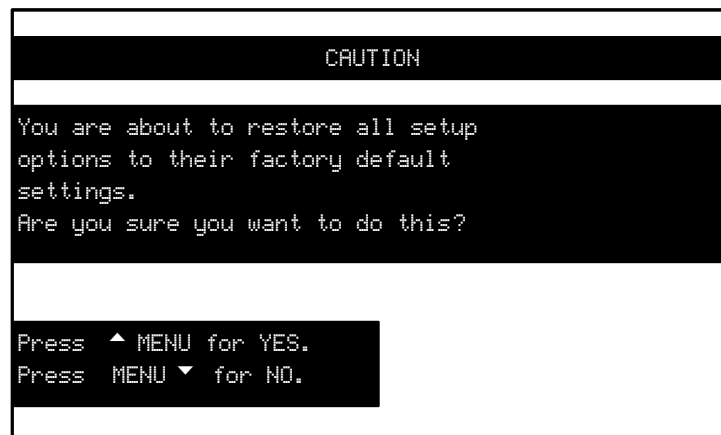 CAUTION
You are about to restore all setup
options to their factory default
settings.
Are you sure you want to do this?
Press ▲ MENU for YES.
Press MENU ▼ for NO.